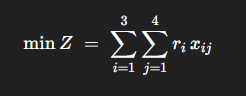 min Z = ∑_{i=1}^{3} ∑_{j=1}^{4} r_i x_{ij}